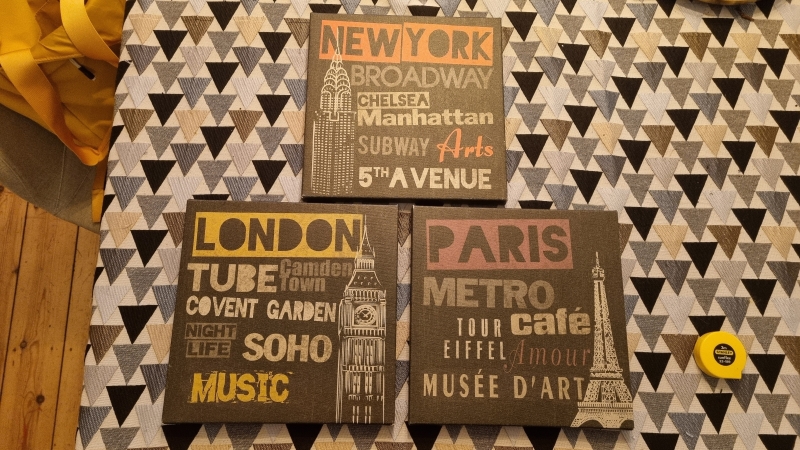 NEW YORK
BROADWAY
CHELSEA
Manhattan
SUBWAY Arts
5TH AVENUE
LONDON
TUBE Camden Town
COVENT GARDEN
NIGHT LIFE SOHO
MUSIC
PARIS
METRO
TOUR EIFFEL café
Amour
MUSÉE D'ART